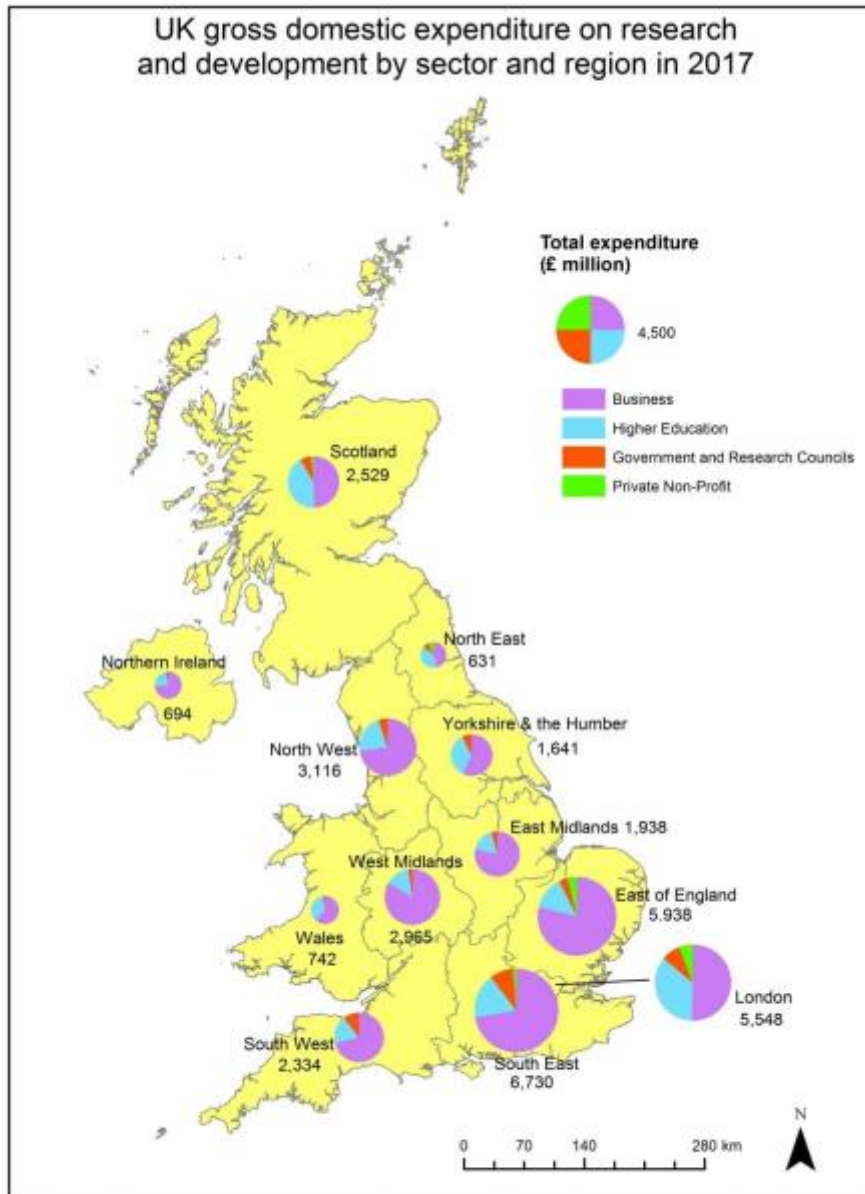 UK gross domestic expenditure on research
and development by sector and region in 2017
Total expenditure
(£ million)
4,500
Business
Higher Education
Government and Research Councils
Private Non-Profit
Scotland
2,529
North East
631
Northern Ireland
694
North West
3,116
Yorkshire & the Humber
1,641
East Midlands 1,938
West Midlands
2,965
East of England
5.938
Wales
742
London
5,548
South West
2,334
South East
6,730
N
0 70 140 280 km